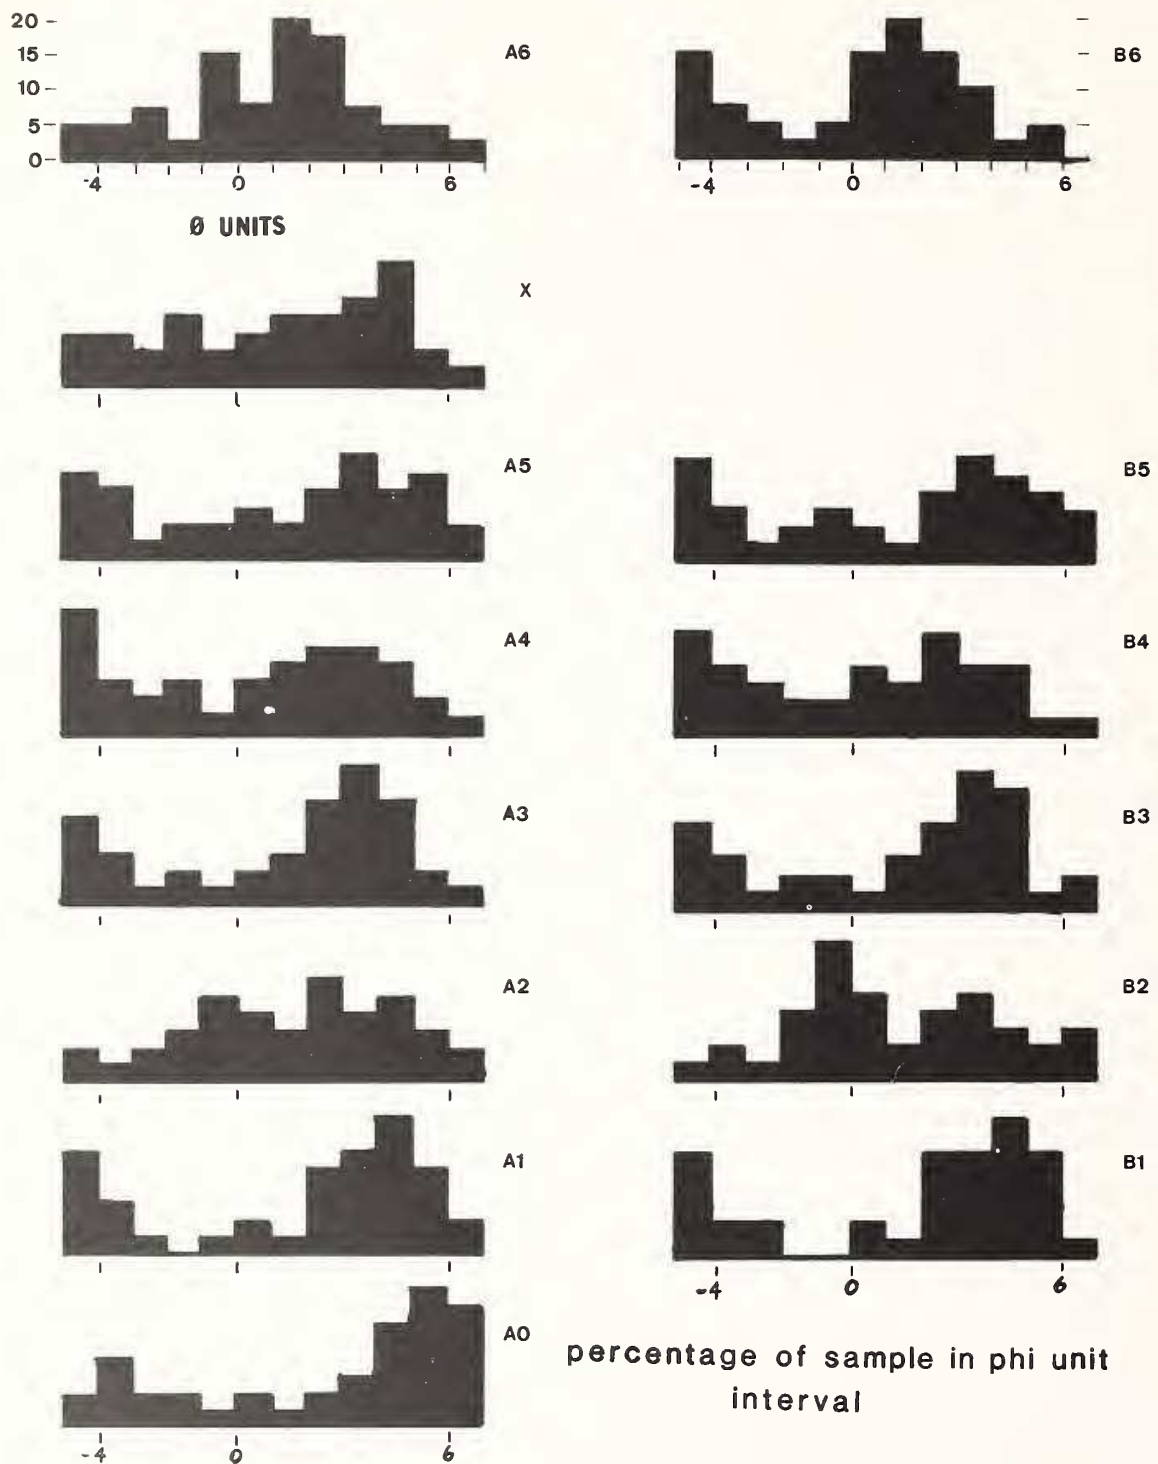 20
15
10
5
0
A6
B6
-4 0 6
-4 0 6
Ø UNITS
X
A5
B5
A4
B4
A3
B3
A2
B2
A1
B1
-4 0 6
A0
percentage of sample in phi unit
interval
-4 0 6